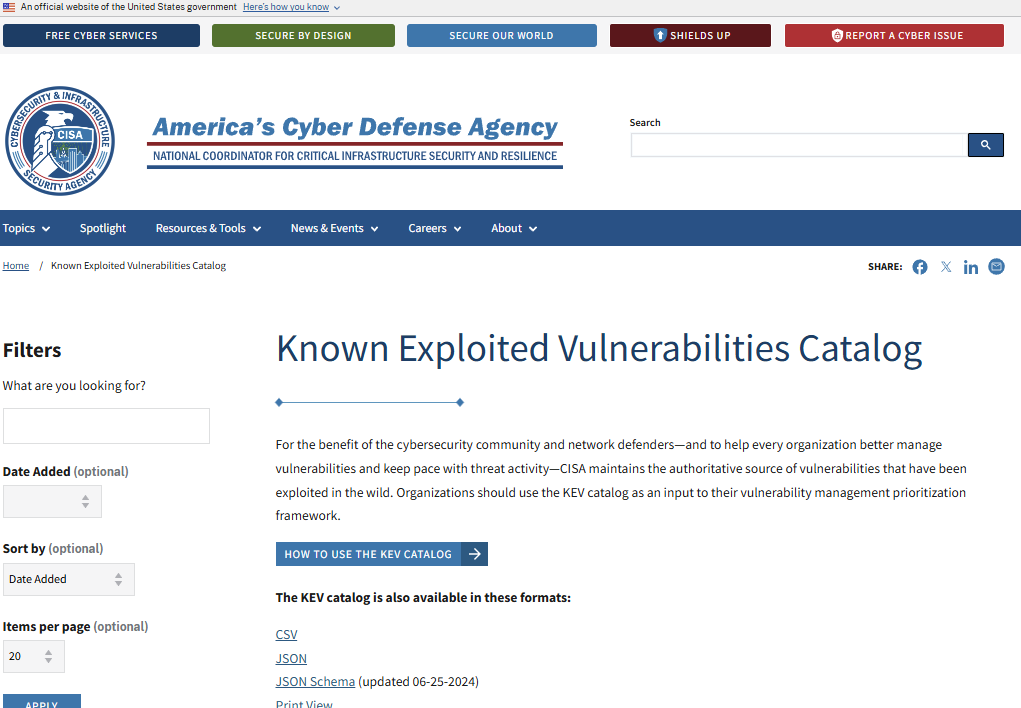 An official website of the United States government Here's how you know
FREE CYBER SERVICES
SECURE BY DESIGN
SECURE OUR WORLD
SHIELDS UP
REPORT A CYBER ISSUE
CYBERSECURITY & INFRASTRUCTURE
CISA
SECURITY AGENCY
America's Cyber Defense Agency
NATIONAL COORDINATOR FOR CRITICAL INFRASTRUCTURE SECURITY AND RESILIENCE
Search
Topics
Spotlight
Resources & Tools
News & Events
Careers
About
Home / Known Exploited Vulnerabilities Catalog
SHARE:
Filters
What are you looking for?
Date Added (optional)
Sort by (optional)
Date Added
Items per page (optional)
20
APPLY
Known Exploited Vulnerabilities Catalog
For the benefit of the cybersecurity community and network defenders—and to help every organization better manage
vulnerabilities and keep pace with threat activity—CISA maintains the authoritative source of vulnerabilities that have been
exploited in the wild. Organizations should use the KEV catalog as an input to their vulnerability management prioritization
framework.
HOW TO USE THE KEV CATALOG
The KEV catalog is also available in these formats:
CSV
JSON
JSON Schema (updated 06-25-2024)
Print View